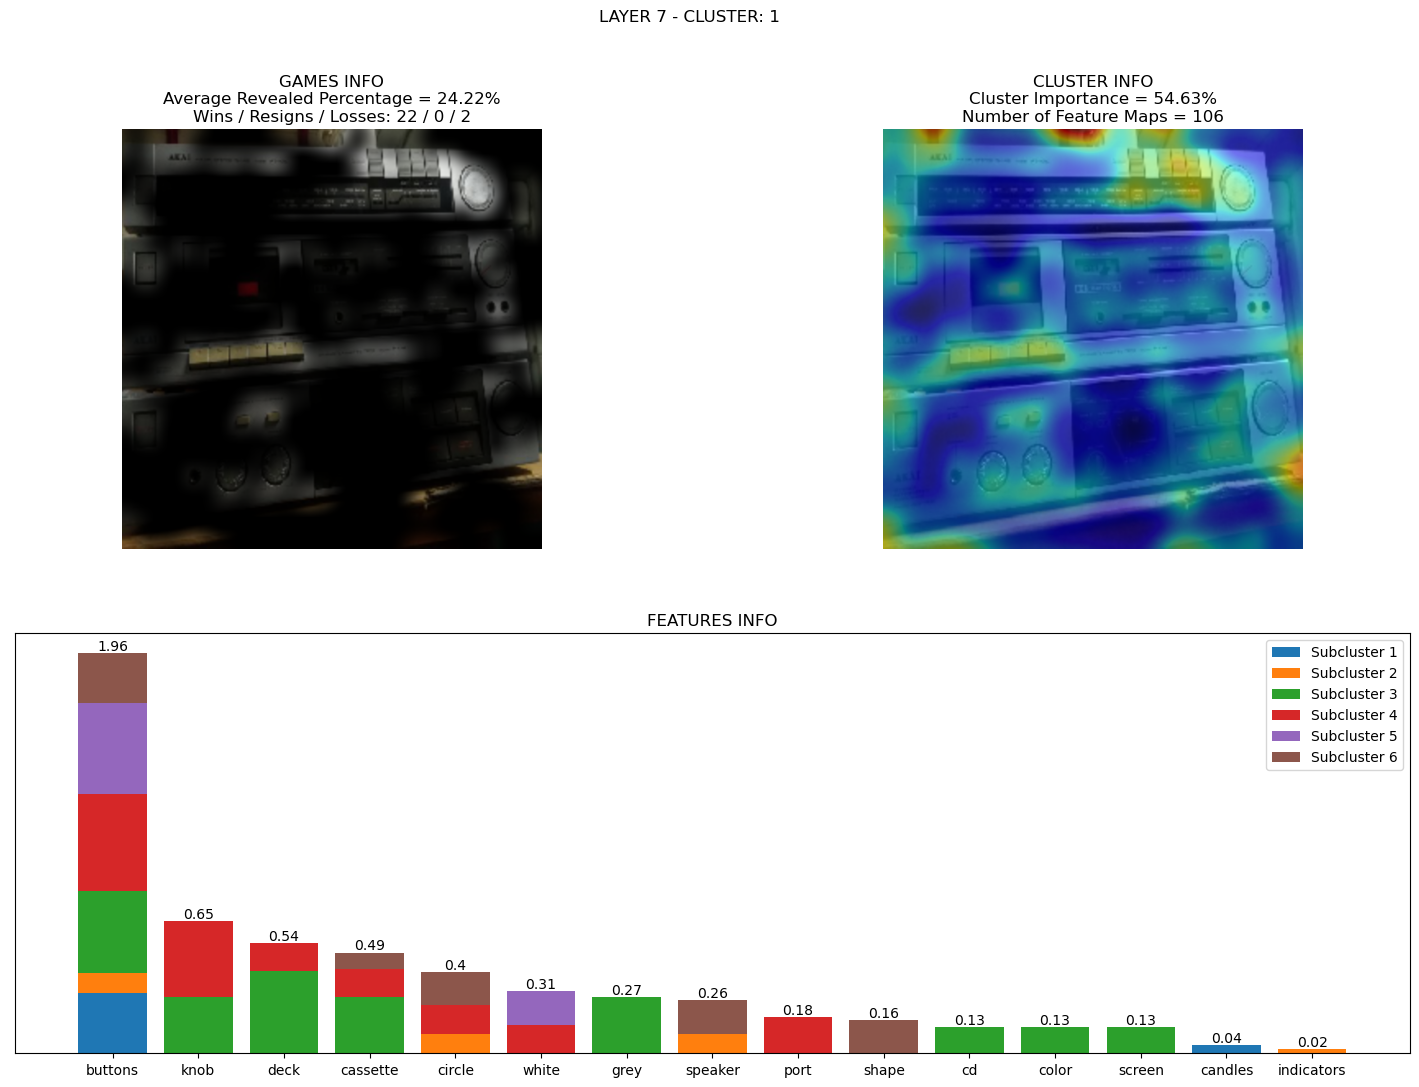 LAYER 7 - CLUSTER: 1
GAMES INFO
Average Revealed Percentage = 24.22%
Wins / Resigns / Losses: 22 / 0 / 2
AKAI
CLUSTER INFO
Cluster Importance = 54.63%
Number of Feature Maps = 106
AKAI
FEATURES INFO
1.96
0.65
0.54
0.49
0.4
0.31
0.27
0.26
0.18
0.16
0.13
0.13
0.13
0.04
0.02
Subcluster 1
Subcluster 2
Subcluster 3
Subcluster 4
Subcluster 5
Subcluster 6
buttons knob deck cassette circle white grey speaker port shape cd color screen candles indicators